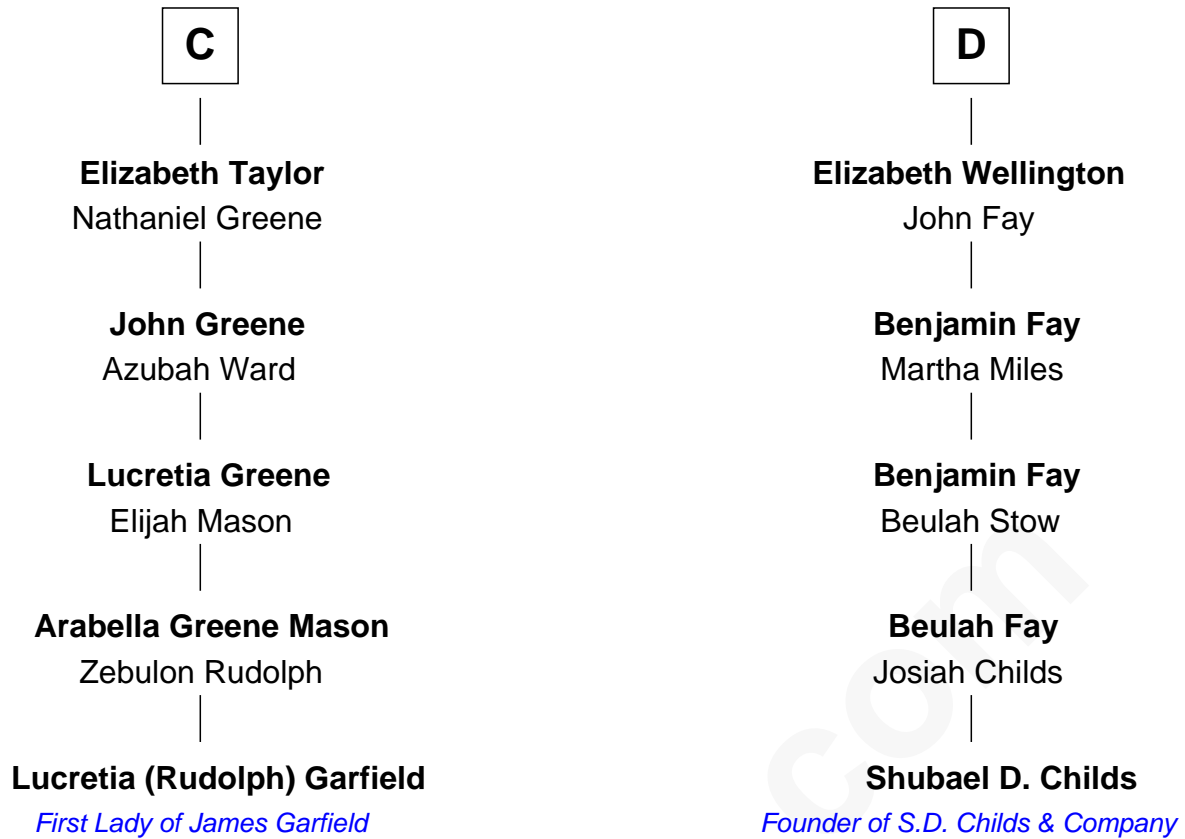 C
Elizabeth Taylor
Nathaniel Greene
John Greene
Azubah Ward
Lucretia Greene
Elijah Mason
Arabella Greene Mason
Zebulon Rudolph
Lucretia (Rudolph) Garfield
First Lady of James Garfield
D
Elizabeth Wellington
John Fay
Benjamin Fay
Martha Miles
Benjamin Fay
Beulah Stow
Beulah Fay
Josiah Childs
Shubael D. Childs
Founder of S.D. Childs & Company
com